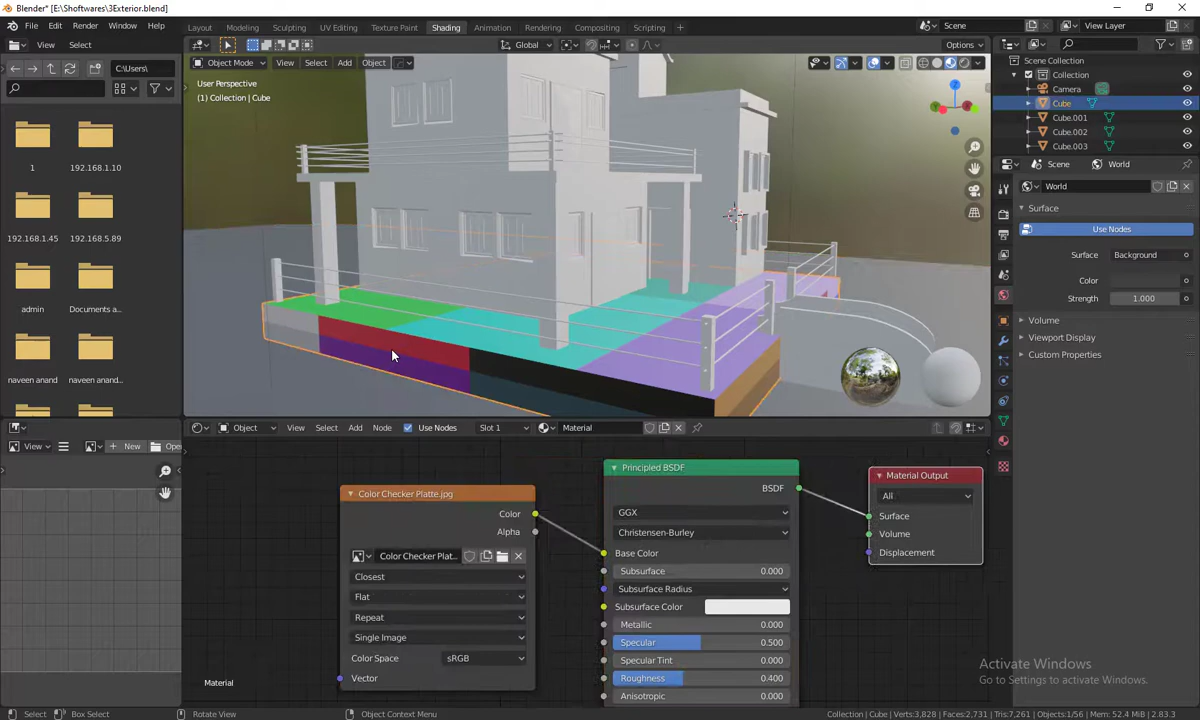 Blender* [E:\Shoftwares\3Exterior.blend]
File Edit Render Window Help
Layout Modeling Sculpting UV Editing Texture Paint Shading Animation Rendering Compositing Scripting
Scene View Layer
View Select
Global
Options
C:\Users\
Object Mode View Select Add Object
User Perspective
(1) Collection | Cube
1
192.168.1.10
192.168.1.45
192.168.5.89
admin
Documents a...
naveen anand
naveen anand...
Scene Collection
Collection
Camera
Cube
Cube.001
Cube.002
Cube.003
Scene World
World
Surface
Use Nodes
Surface Background
Color
Strength 1.000
Volume
Viewport Display
Custom Properties
View New Open
Object View Select Add Node Use Nodes Slot 1 Material
Color Checker Platte.jpg
Color
Alpha
Color Checker Plat...
Closest
Flat
Repeat
Single Image
Color Space sRGB
Vector
Principled BSDF
BSDF
GGX
Christensen-Burley
Base Color
Subsurface 0.000
Subsurface Radius
Subsurface Color
Metallic 0.000
Specular 0.500
Specular Tint 0.000
Roughness 0.400
Anisotropic 0.000
Material Output
All
Surface
Volume
Displacement
Material
Activate Windows
Go to Settings to activate Windows.
Select Box Select Rotate View Object Context Menu
Collection | Cube | Verts:3,828 | Faces:2,731 | Tris:7,261 | Objects:1/56 | Mem: 52.4 MiB | 2.83.3